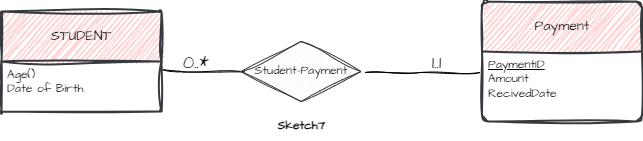 STUDENT
Age()
Date of Birth
0..*
Student-Payment
1..1
Payment
PaymentID
Amount
RecivedDate
Sketch7